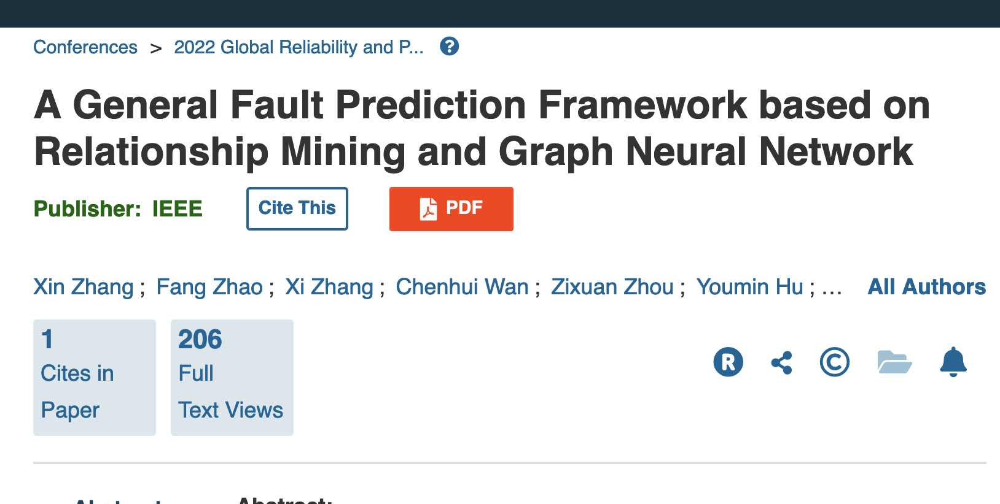 Conferences > 2022 Global Reliability and P... ?
A General Fault Prediction Framework based on
Relationship Mining and Graph Neural Network
Publisher: IEEE Cite This PDF
Xin Zhang ; Fang Zhao ; Xi Zhang ; Chenhui Wan ; Zixuan Zhou ; Youmin Hu ; ... All Authors
1
Cites in
Paper
206
Full
Text Views
R ©
Abstract Abstract: